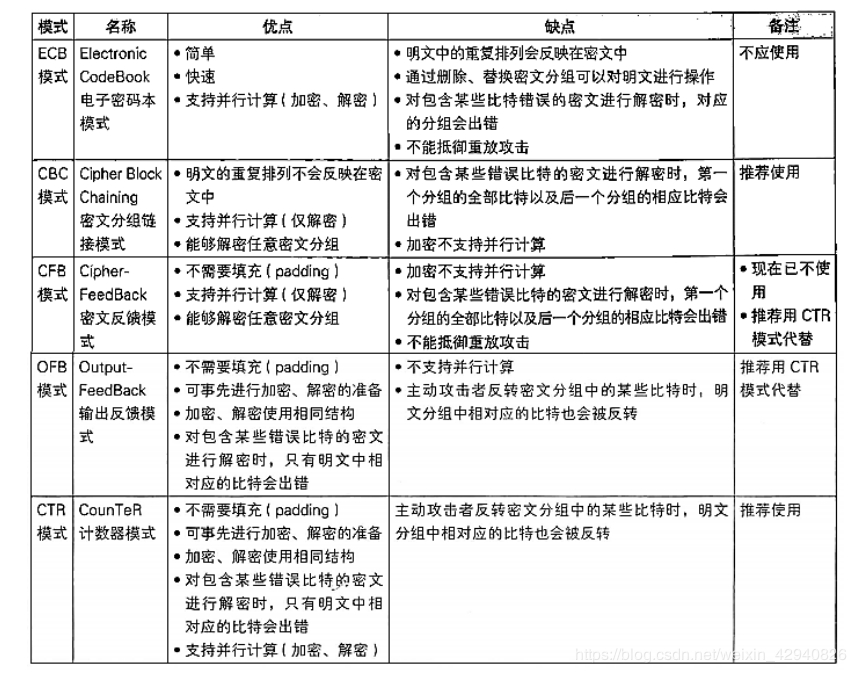 模式 名称 优点 缺点 备注
ECB模式
Electronic
CodeBook
电子密码本
模式
• 简单
• 快速
• 支持并行计算(加密、解密)
• 明文中的重复排列会反映在密文中
• 通过删除、替换密文分组可以对明文进行操作
• 对包含某些比特错误的密文进行解密时，对应
的分组会出错
• 不能抵御重放攻击
不应使用
CBC
模式
Cipher Block
Chaining
密文分组链
接模式
• 明文的重复排列不会反映在密
文中
• 支持并行计算(仅解密)
• 能够解密任意密文分组
• 对包含某些错误比特的密文进行解密时，第一
个分组的全部比特以及后一个分组的相应比特会
出错
• 加密不支持并行计算
推荐使用
CFB
模式
Cipher-
FeedBack
密文反馈模
式
• 不需要填充(padding)
• 支持并行计算(仅解密)
• 能够解密任意密文分组
• 加密不支持并行计算
• 对包含某些错误比特的密文进行解密时，第一个
分组的全部比特以及后一个分组的相应比特会出错
• 不能抵御重放攻击
• 现在已不使
用
• 推荐用 CTR
模式代替
OFB
模式
Output-
FeedBack
输出反馈模
式
• 不需要填充(padding)
• 可事先进行加密、解密的准备
• 加密、解密使用相同结构
• 对包含某些错误比特的密文
进行解密时，只有明文中相
对应的比特会出错
• 不支持并行计算
• 主动攻击者反转密文分组中的某些比特时，明
文分组中相对应的比特也会被反转
推荐用 CTR
模式代替
CTR
模式
CounTeR
计数器模式
• 不需要填充(padding)
• 可事先进行加密、解密的准备
• 加密、解密使用相同结构
• 对包含某些错误比特的密文
进行解密时，只有明文中相
对应的比特会出错
• 支持并行计算(加密、解密)
主动攻击者反转密文分组中的某些比特时，明文
分组中相对应的比特也会被反转
推荐使用
https://blog.csdn.net/weixin_42940826